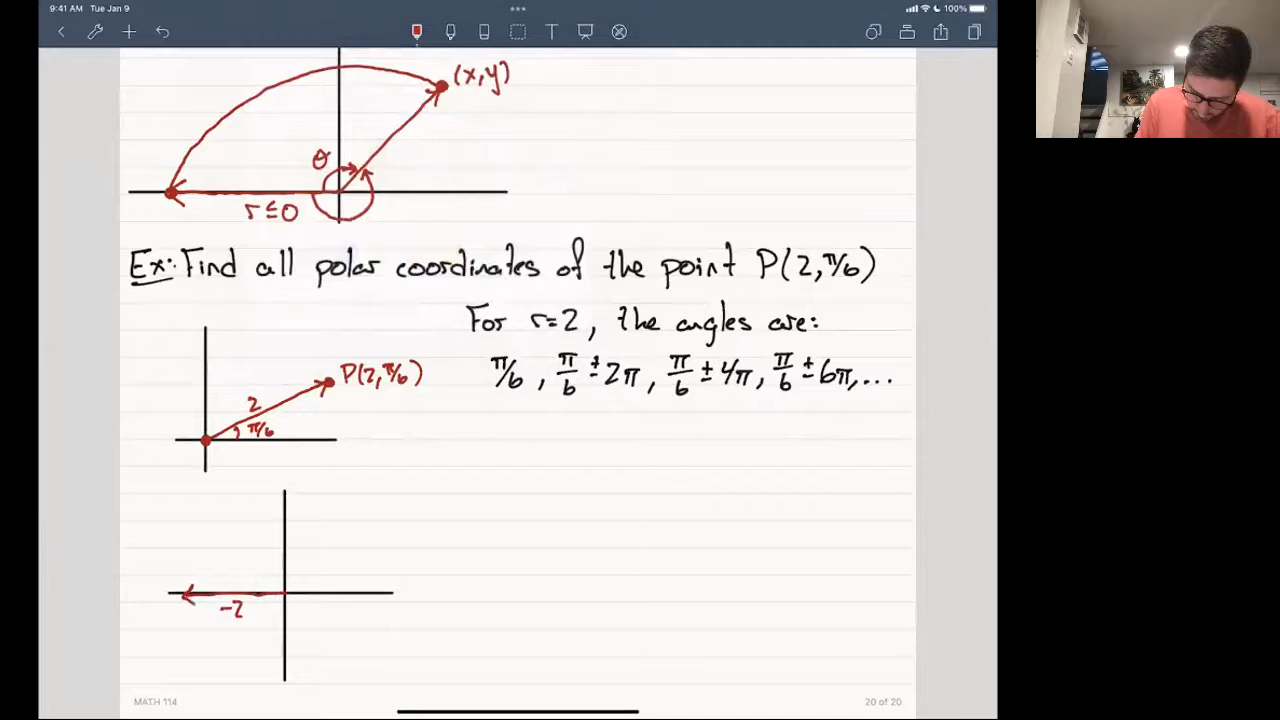 9:41 AM Tue Jan 9
100%
(x,y)
θ
r≤0
Ex: Find all polar coordinates of the point P(2,π/6)
For r=2, the angles are:
π/6, π/6 ± 2π, π/6 ± 4π, π/6 ± 6π, ...
P(2,π/6)
2
π/6
-2
MATH 114
20 of 20